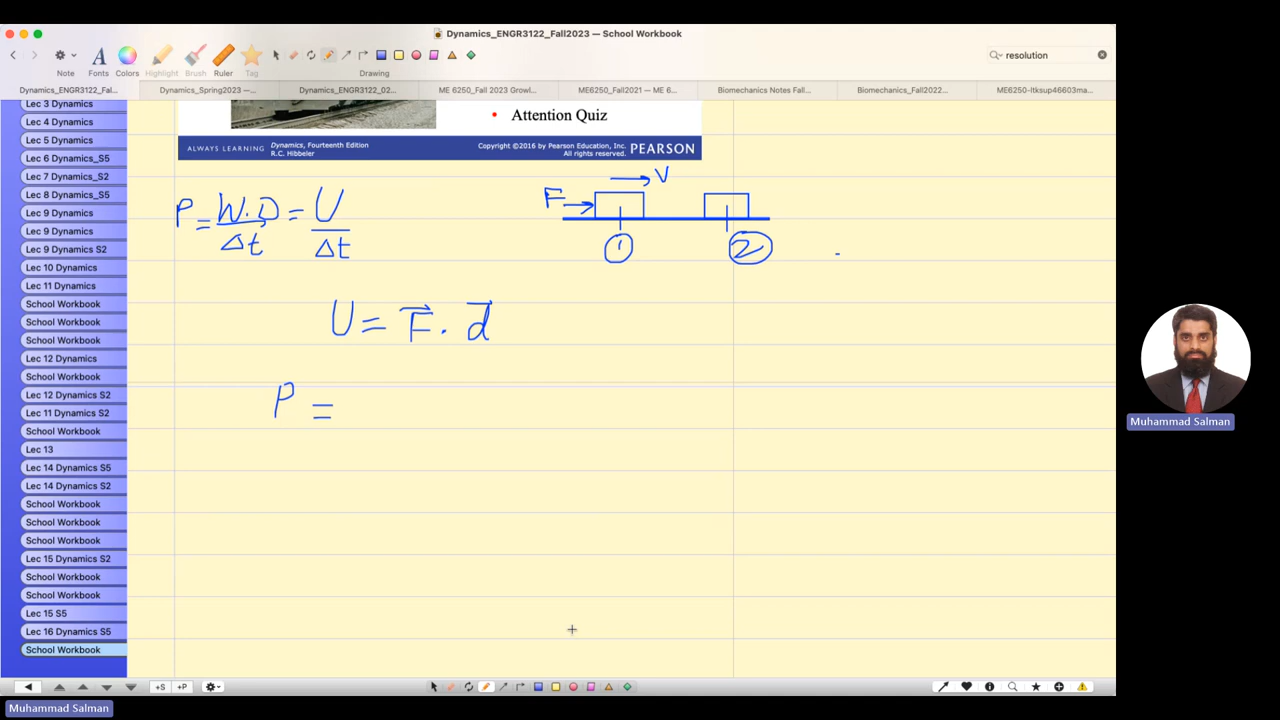 Dynamics_ENGR3122_Fall2023 — School Workbook
Note Fonts Colors Highlight Brush Ruler Tag Drawing
resolution
Dynamics_ENGR3122_Fal... Dynamics_Spring2023 —... Dynamics_ENGR3122_02... ME 6250_Fall 2023 Growl... ME6250_Fall2021 — ME 6... Biomechanics Notes Fall... Biomechanics_Fall2022... ME6250-ltksup46603ma...
Lec 3 Dynamics
Lec 4 Dynamics
Lec 5 Dynamics
Lec 6 Dynamics_S5
Lec 7 Dynamics_S2
Lec 8 Dynamics_S5
Lec 9 Dynamics
Lec 9 Dynamics
Lec 9 Dynamics S2
Lec 10 Dynamics
Lec 11 Dynamics
School Workbook
School Workbook
School Workbook
Lec 12 Dynamics
School Workbook
Lec 12 Dynamics S2
Lec 11 Dynamics S2
School Workbook
Lec 13
Lec 14 Dynamics S5
Lec 14 Dynamics S2
School Workbook
School Workbook
School Workbook
Lec 15 Dynamics S2
School Workbook
School Workbook
Lec 15 S5
Lec 16 Dynamics S5
School Workbook
• Attention Quiz
ALWAYS LEARNING
Dynamics, Fourteenth Edition
R.C. Hibbeler
Copyright ©2016 by Pearson Education, Inc.
All rights reserved.
PEARSON
P = W.D/Δt = U/Δt
F V
1 2
U = F⃗ . d⃗
P =
+S +P
Muhammad Salman
Muhammad Salman